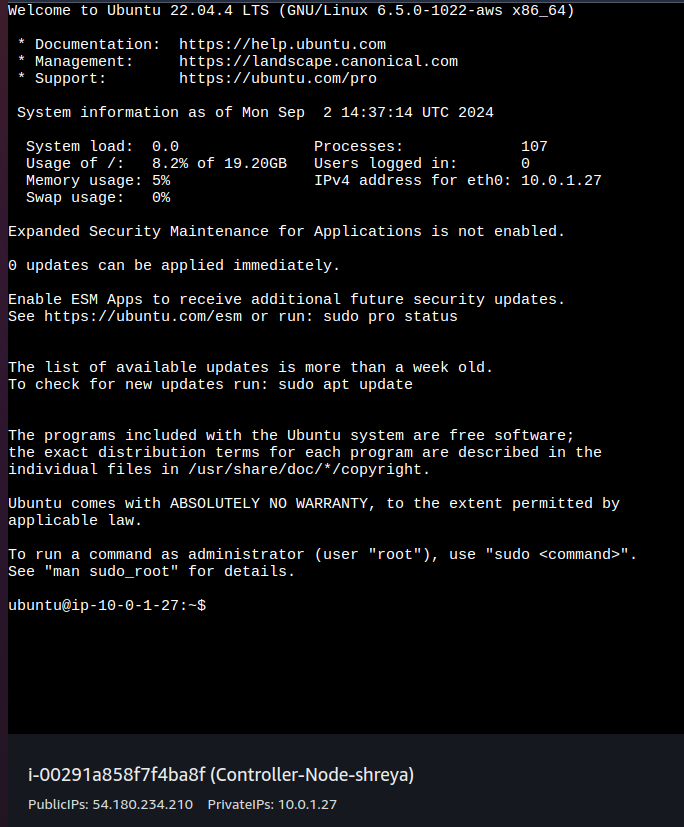 Welcome to Ubuntu 22.04.4 LTS (GNU/Linux 6.5.0-1022-aws x86_64)
* Documentation:  https://help.ubuntu.com
* Management:     https://landscape.canonical.com
* Support:        https://ubuntu.com/pro
System information as of Mon Sep  2 14:37:14 UTC 2024
System load:  0.0               Processes:             107
Usage of /:   8.2% of 19.20GB   Users logged in:       0
Memory usage: 5%                IPv4 address for eth0: 10.0.1.27
Swap usage:   0%
Expanded Security Maintenance for Applications is not enabled.
0 updates can be applied immediately.
Enable ESM Apps to receive additional future security updates.
See https://ubuntu.com/esm or run: sudo pro status
The list of available updates is more than a week old.
To check for new updates run: sudo apt update
The programs included with the Ubuntu system are free software;
the exact distribution terms for each program are described in the
individual files in /usr/share/doc/*/copyright.
Ubuntu comes with ABSOLUTELY NO WARRANTY, to the extent permitted by
applicable law.
To run a command as administrator (user "root"), use "sudo <command>".
See "man sudo_root" for details.
ubuntu@ip-10-0-1-27:~$
i-00291a858f7f4ba8f (Controller-Node-shreya)
PublicIPs: 54.180.234.210   PrivateIPs: 10.0.1.27